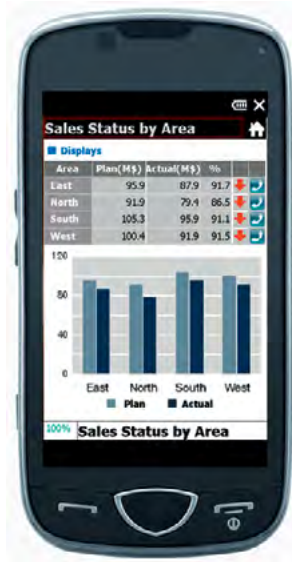 Sales Status by Area
Displays
Area Plan(M$) Actual(M$) %
East 95.9 87.9 91.7
North 91.9 79.4 86.5
South 105.3 95.9 91.1
West 100.4 91.9 91.5
120
80
40
0
East North South West
Plan Actual
100% Sales Status by Area